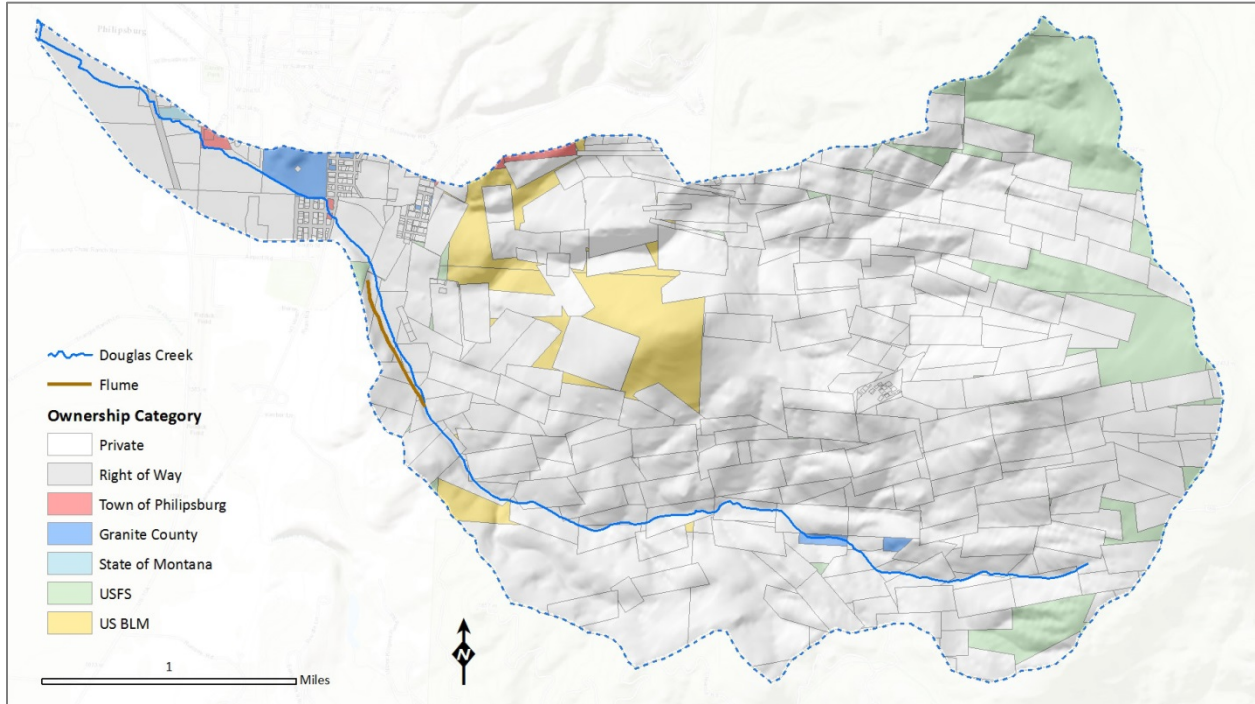 Philipsburg
Douglas Creek
Flume
Ownership Category
Private
Right of Way
Town of Philipsburg
Granite County
State of Montana
USFS
US BLM
N
1
Miles